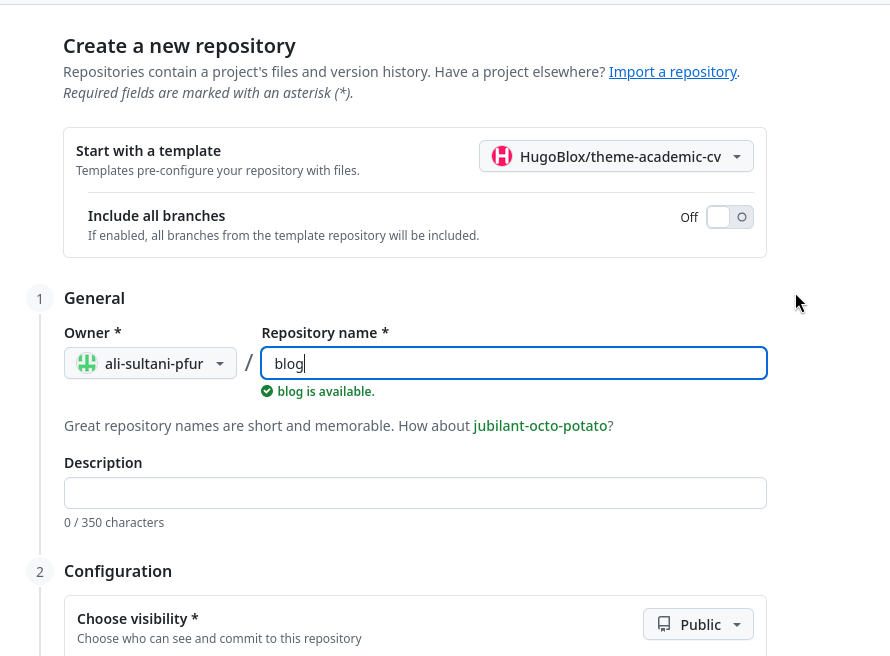 Create a new repository
Repositories contain a project's files and version history. Have a project elsewhere? Import a repository.
Required fields are marked with an asterisk (*).
Start with a template
Templates pre-configure your repository with files.
HugoBlox/theme-academic-cv
Include all branches
If enabled, all branches from the template repository will be included.
Off
1 General
Owner *
Repository name *
ali-sultani-pfur / blog
blog is available.
Great repository names are short and memorable. How about jubilant-octo-potato?
Description
0 / 350 characters
2 Configuration
Choose visibility *
Choose who can see and commit to this repository
Public